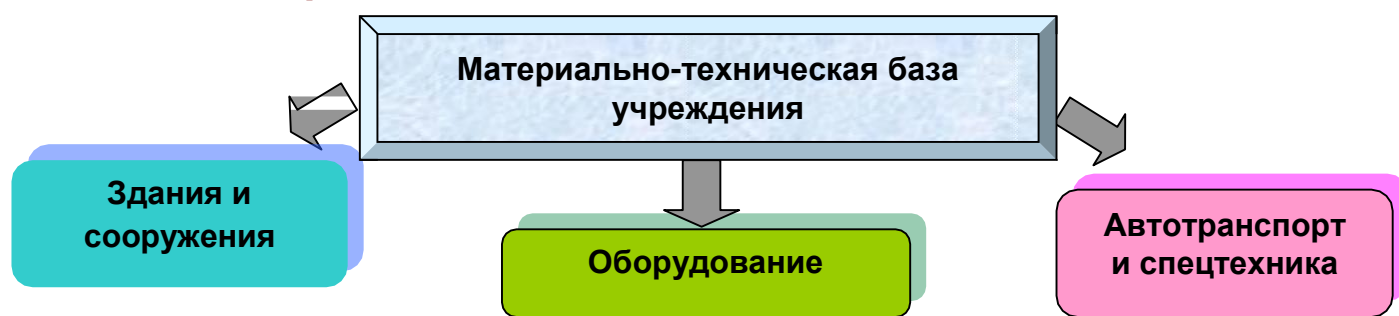 Материально-техническая база
учреждения
Здания и
сооружения
Оборудование
Автотранспорт
и спецтехника